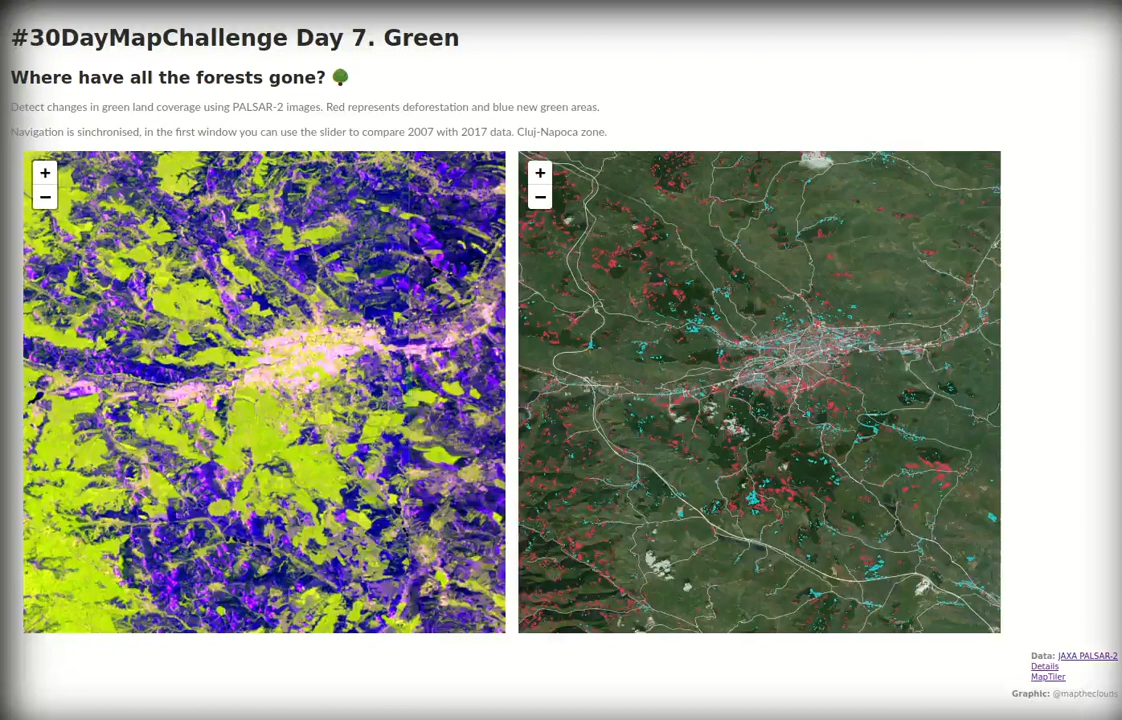 #30DayMapChallenge Day 7. Green
Where have all the forests gone? 🌳
Detect changes in green land coverage using PALSAR-2 images. Red represents deforestation and blue new green areas.
Navigation is sinchronised, in the first window you can use the slider to compare 2007 with 2017 data. Cluj-Napoca zone.
+
−
+
−
Data: JAXA PALSAR-2
Details
MapTiler
Graphic: @maptheclouds